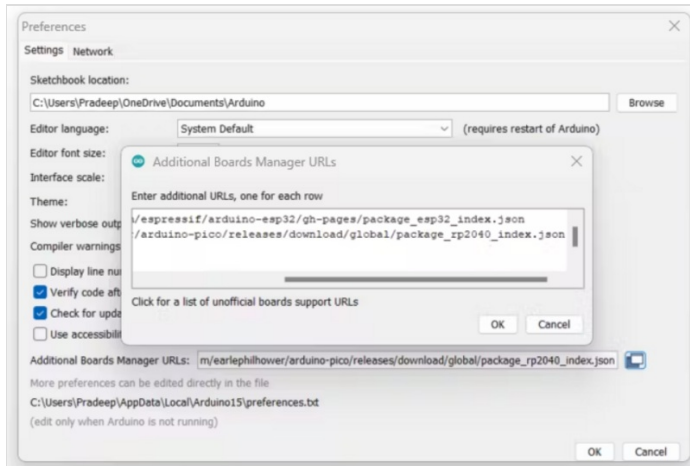 Preferences
Settings Network
Sketchbook location:
C:\Users\Pradeep\OneDrive\Documents\Arduino Browse
Editor language: System Default (requires restart of Arduino)
Editor font size:
Additional Boards Manager URLs
Interface scale:
Enter additional URLs, one for each row
Theme:
/espressif/arduino-esp32/gh-pages/package_esp32_index.json
Show verbose outp
/arduino-pico/releases/download/global/package_rp2040_index.json
Compiler warnings
Display line nu
Verify code aft
Click for a list of unofficial boards support URLs
Check for upda
OK Cancel
Use accessibili
Additional Boards Manager URLs: m/earlephilhower/arduino-pico/releases/download/global/package_rp2040_index.json
More preferences can be edited directly in the file
C:\Users\Pradeep\AppData\Local\Arduino15\preferences.txt
(edit only when Arduino is not running)
OK Cancel